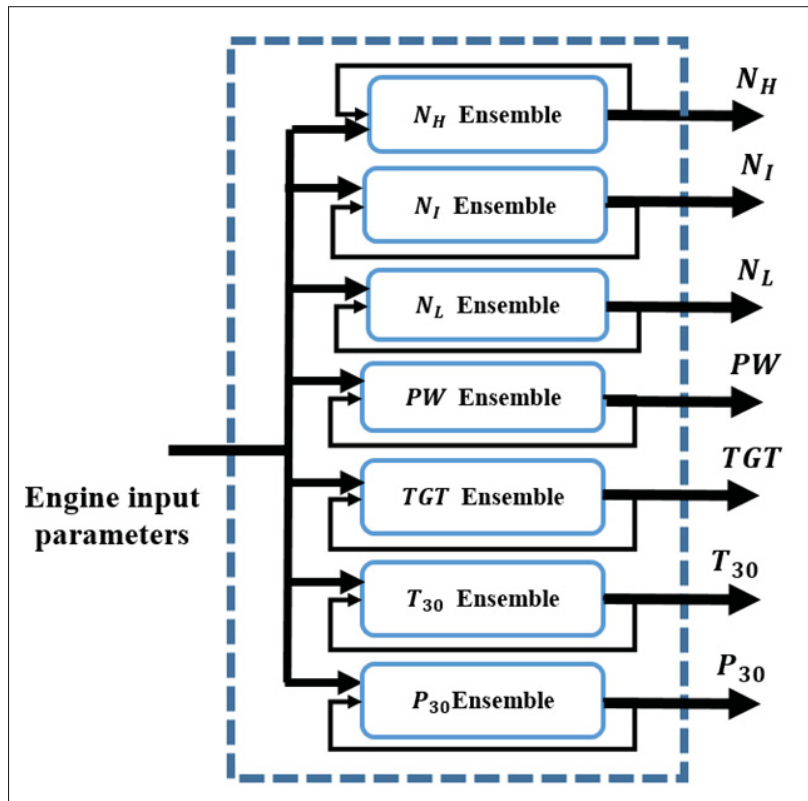 N_H Ensemble
N_H
N_I Ensemble
N_I
N_L Ensemble
N_L
PW Ensemble
PW
TGT Ensemble
TGT
T_30 Ensemble
T_30
P_30 Ensemble
P_30
Engine input
parameters